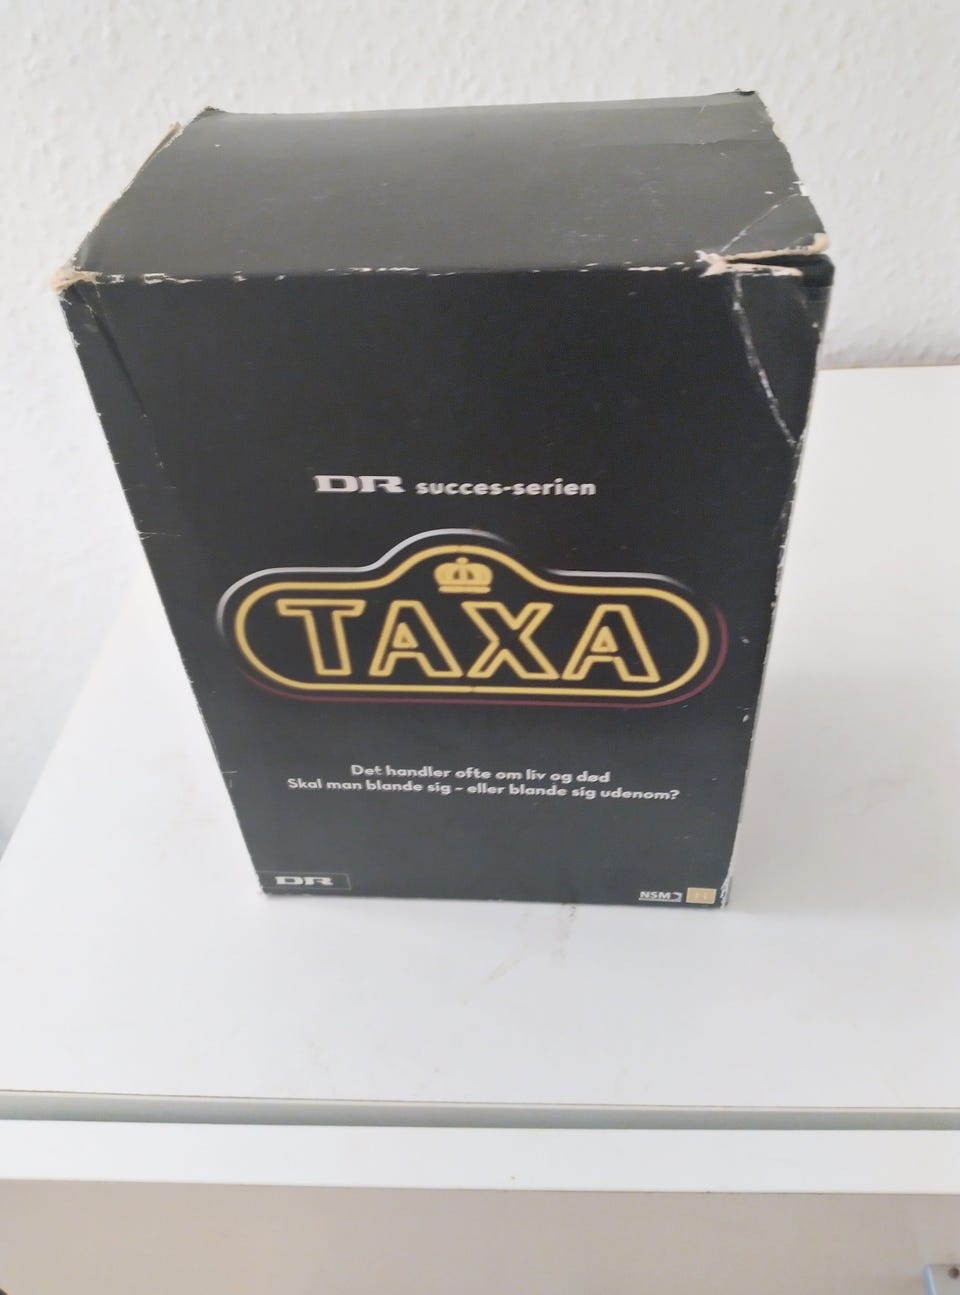 DR succes-serien
TAXA
Det handler ofte om liv og død
Skal man blande sig - eller blande sig udenom?
DR
NSM 11